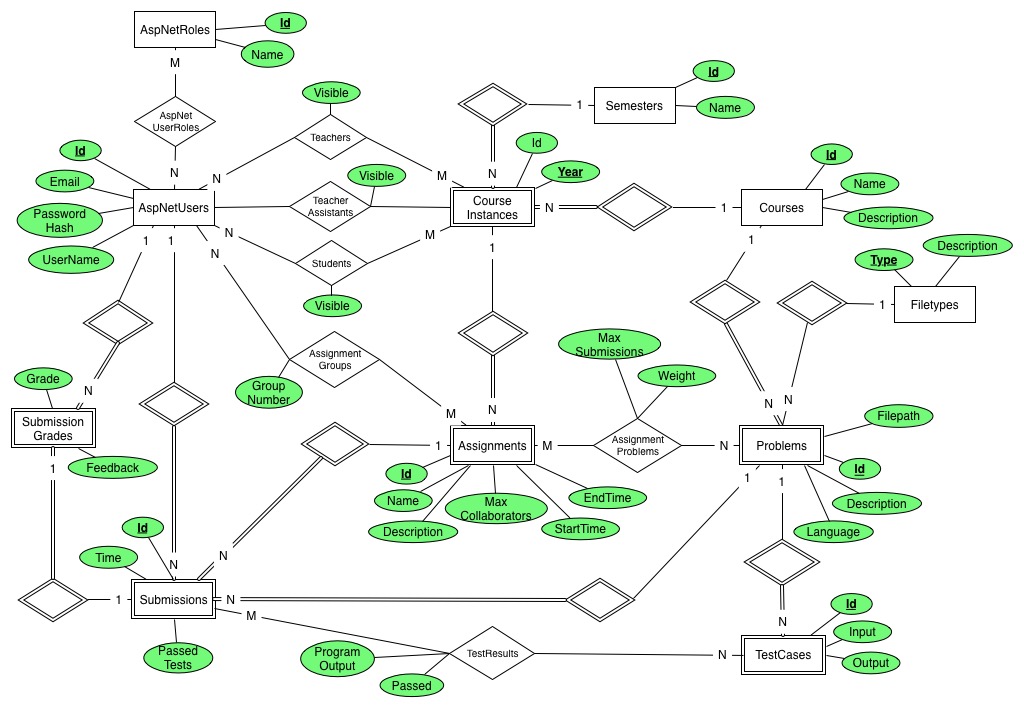 AspNetRoles
Id
Name
M
AspNet
UserRoles
N
Visible
Teachers
N
M
1
Semesters
Id
Name
N
Id
Year
Id
Email
Password
Hash
UserName
AspNetUsers
Teacher
Assistants
Visible
Course
Instances
N
1
Courses
Id
Name
Description
N
Students
M
Visible
1
1
N
1
1
Type
Description
1
Filetypes
Assignment
Groups
Group
Number
M
N
Max
Submissions
Weight
N
N
Grade
N
Submission
Grades
1
Feedback
1
Assignments
M
Assignment
Problems
N
Problems
Filepath
Id
Description
Language
Id
Name
Description
Max
Collaborators
StartTime
EndTime
1
1
Id
Time
N
N
1
Submissions
N
M
Passed
Tests
Program
Output
Passed
TestResults
N
N
TestCases
Id
Input
Output